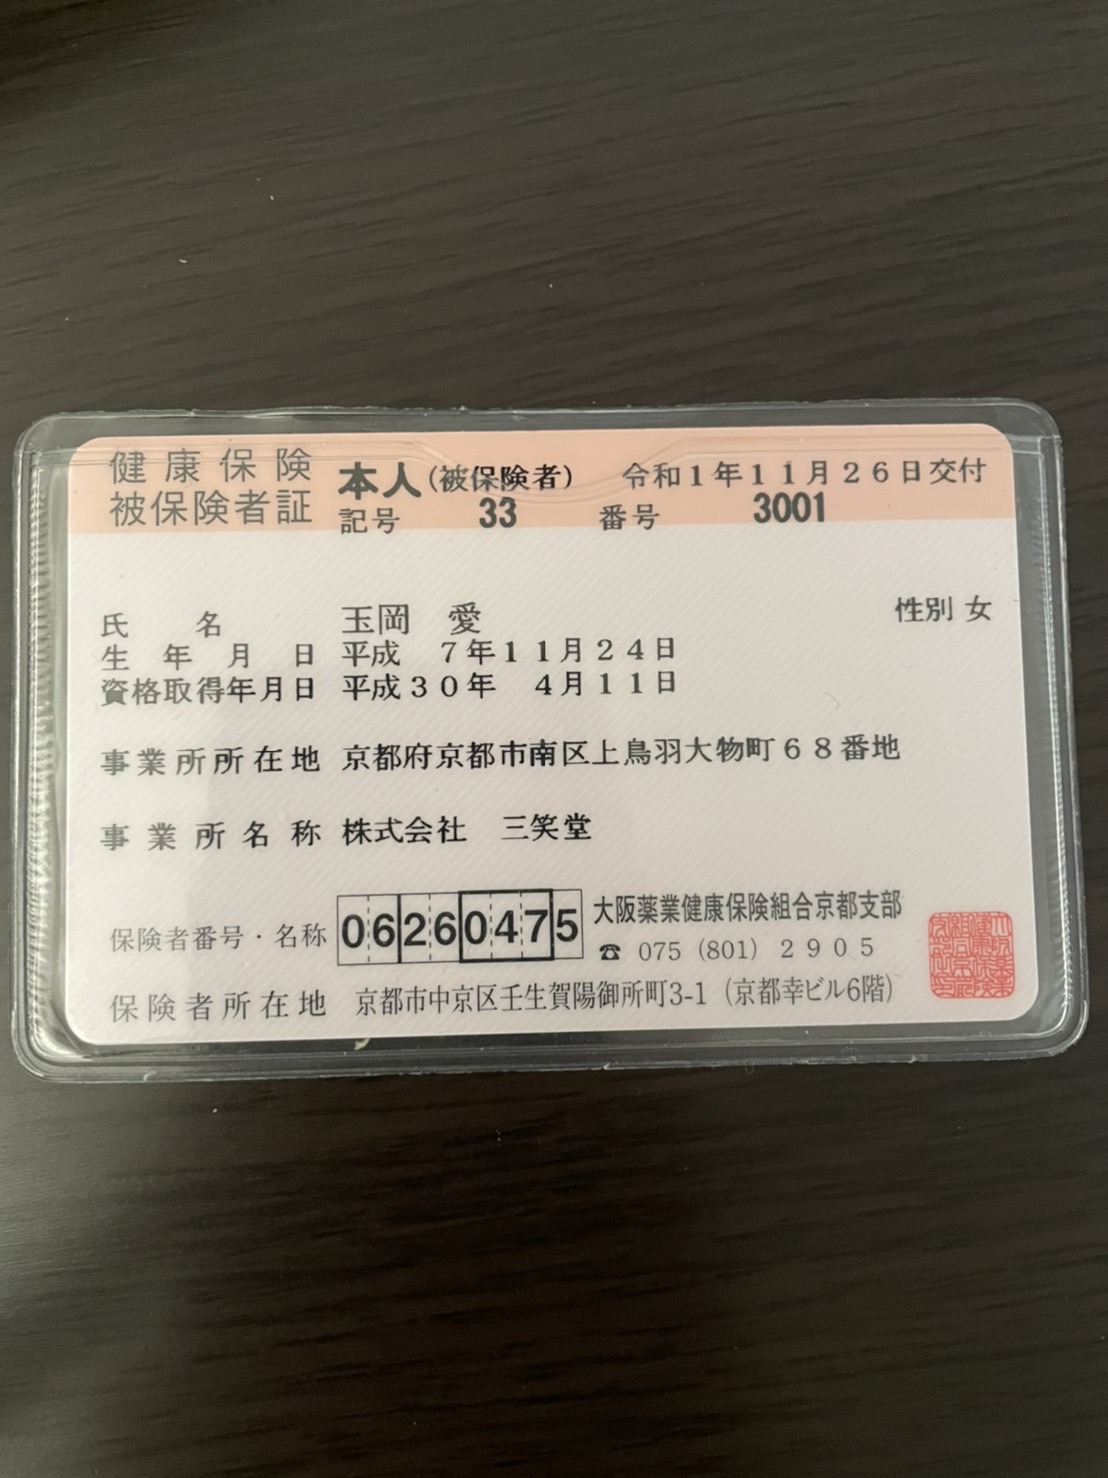 健康保険
被保険者証
本人(被保険者) 令和1年11月26日交付
記号 33 番号 3001
氏名 玉岡 愛 性別 女
生年月日 平成 7年11月24日
資格取得年月日 平成30年 4月11日
事業所所在地 京都府京都市南区上鳥羽大物町68番地
事業所名称 株式会社 三笑堂
保険者番号・名称 06260475 大阪薬業健康保険組合京都支部
☎ 075(801)2905
保険者所在地 京都市中京区壬生賀陽御所町3-1(京都幸ビル6階)